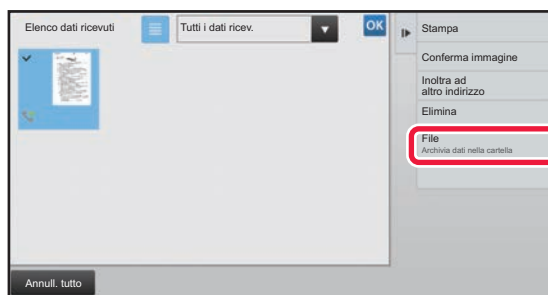 Elenco dati ricevuti
Tutti i dati ricev.
OK
Stampa
Conferma immagine
Inoltra ad
altro indirizzo
Elimina
File
Archivia dati nella cartella
Annull. tutto